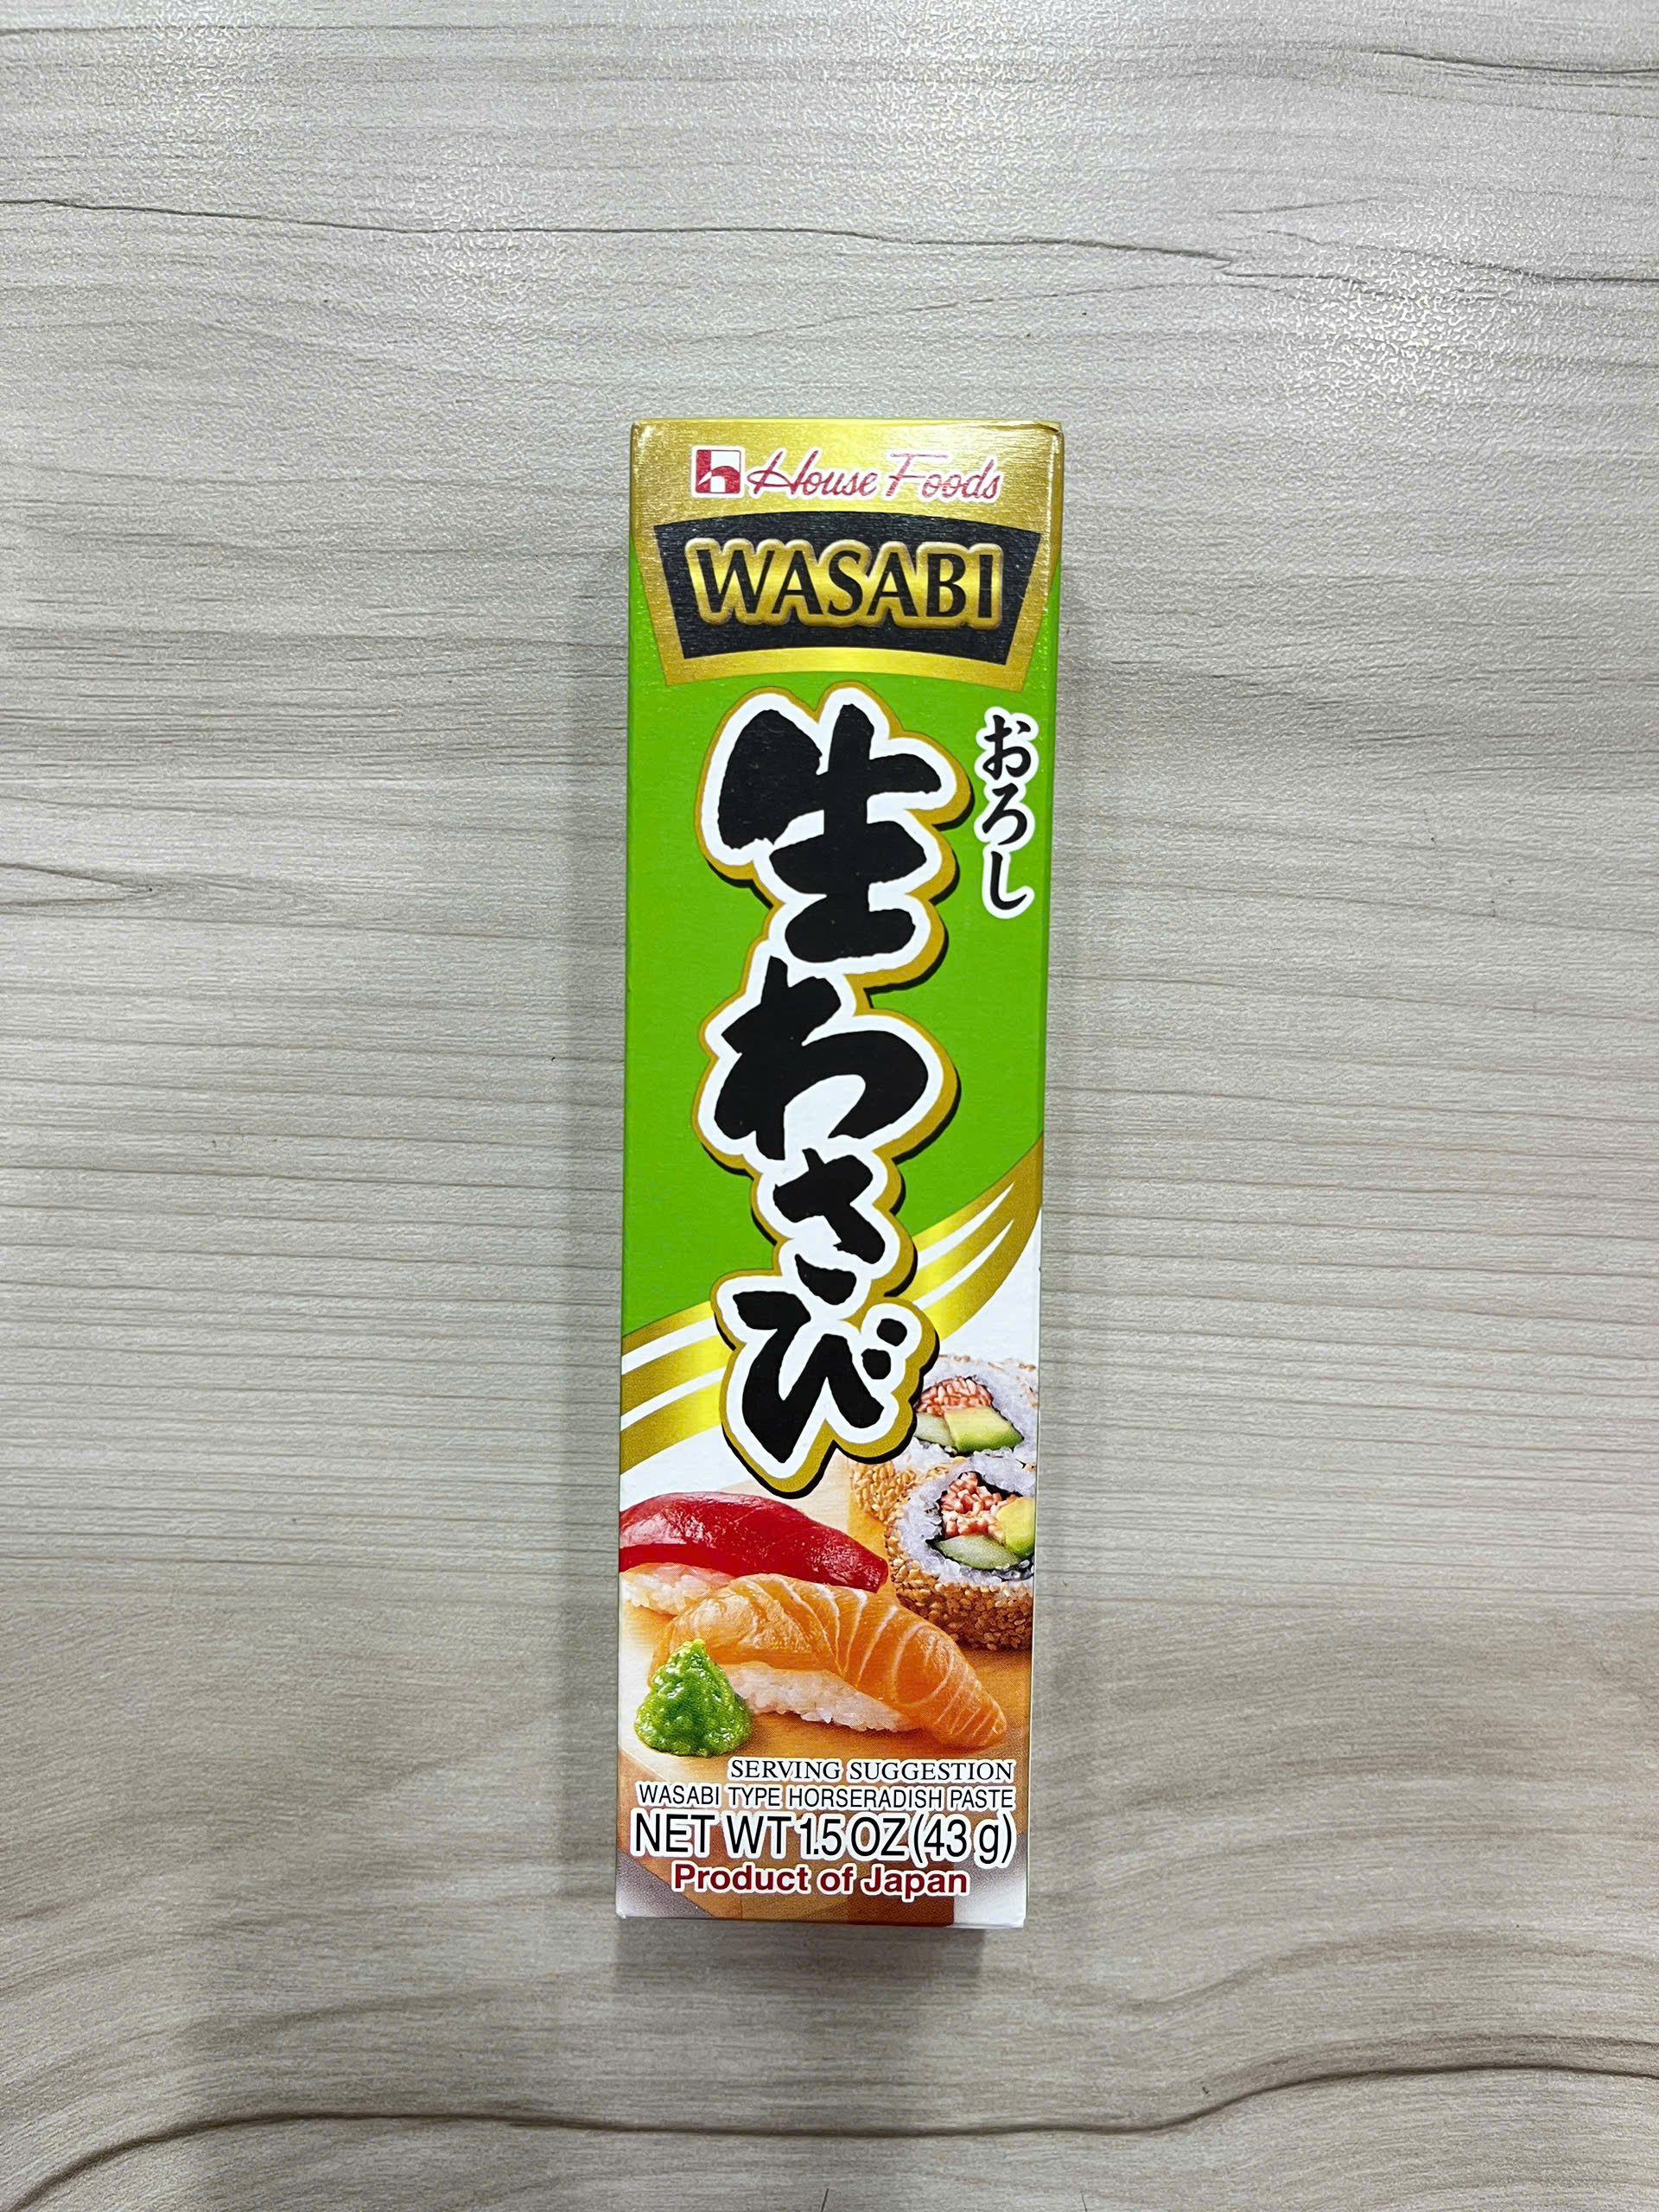 House Foods
WASABI
おろし
生わさび
SERVING SUGGESTION
WASABI TYPE HORSERADISH PASTE
NET WT 1.5 OZ (43 g)
Product of Japan